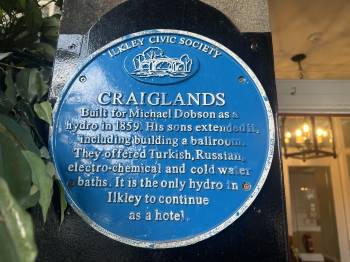 ILKLEY CIVIC SOCIETY
CRAIGLANDS
Built for Michael Dobson as a
hydro in 1859. His sons extended it,
including building a ballroom.
They offered Turkish, Russian,
electro-chemical and cold water
baths. It is the only hydro in
Ilkley to continue
as a hotel